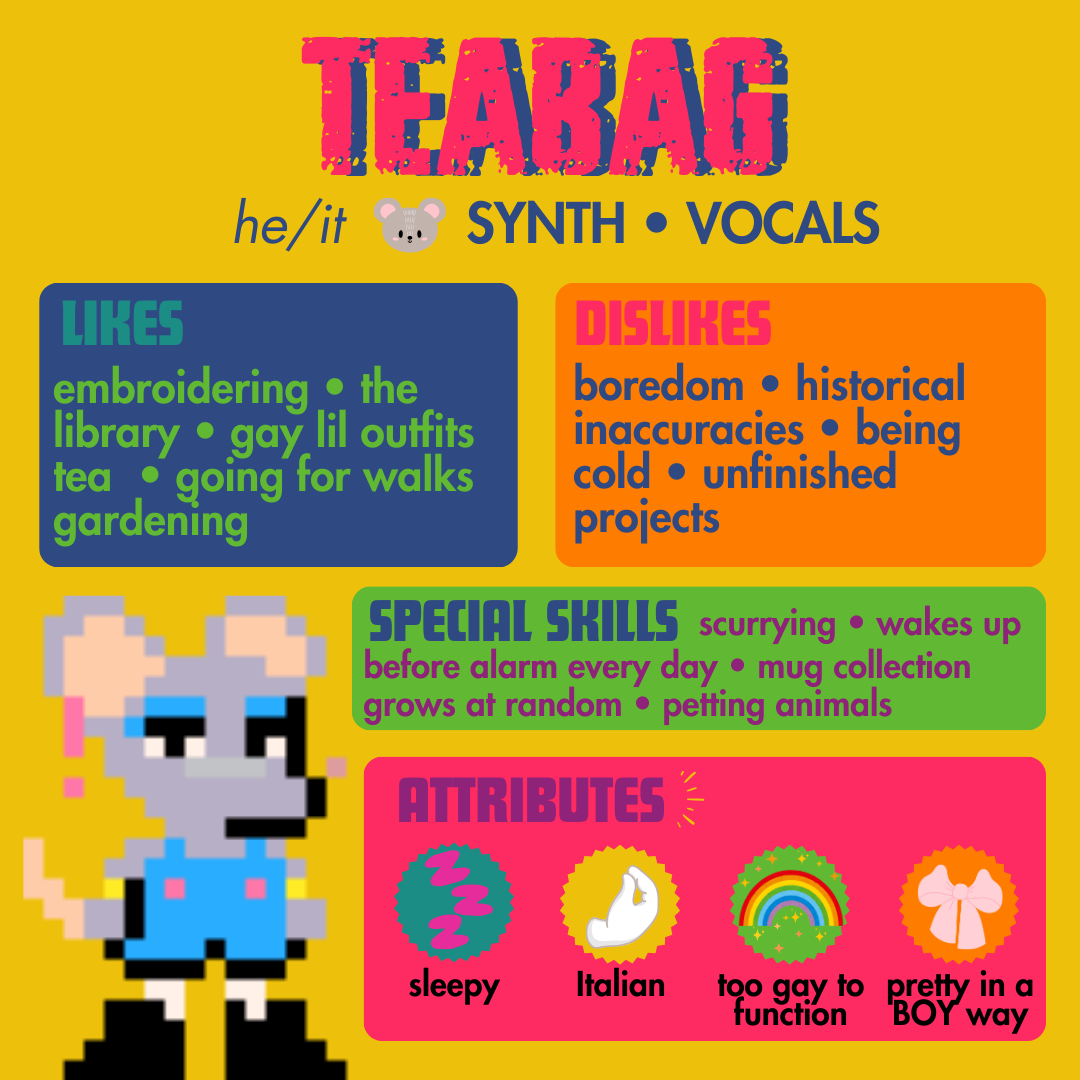 TEABAG
he/it SYNTH • VOCALS
LIKES
embroidering • the
library • gay lil outfits
tea • going for walks
gardening
DISLIKES
boredom • historical
inaccuracies • being
cold • unfinished
projects
SPECIAL SKILLS scurrying • wakes up
before alarm every day • mug collection
grows at random • petting animals
ATTRIBUTES
sleepy
Italian
too gay to
function
pretty in a
BOY way